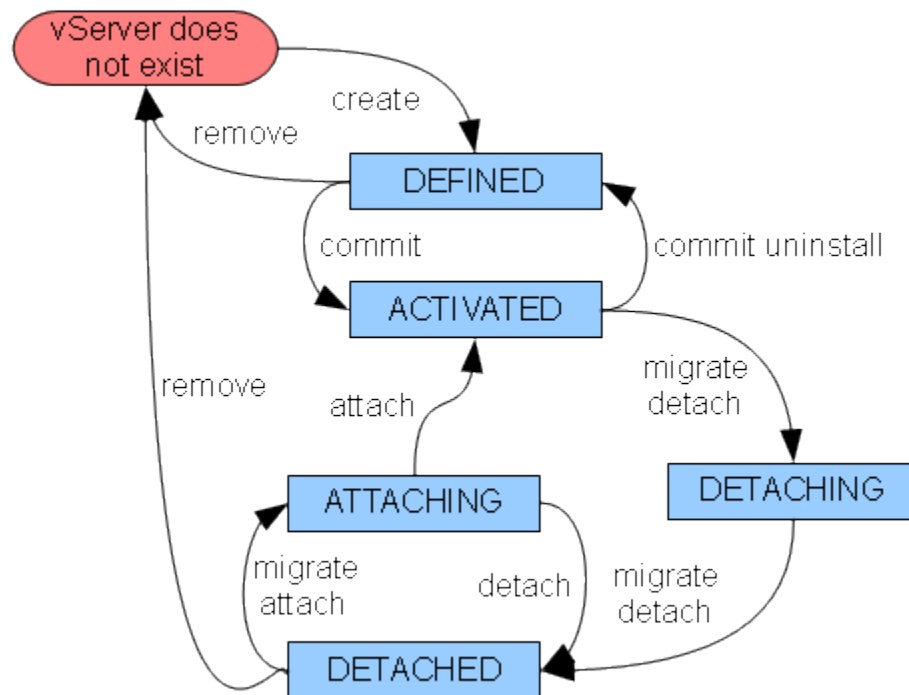 vServer does
not exist
create
remove
DEFINED
commit
commit uninstall
ACTIVATED
remove
attach
migrate
detach
ATTACHING
DETACHING
migrate
attach
detach
migrate
detach
DETACHED